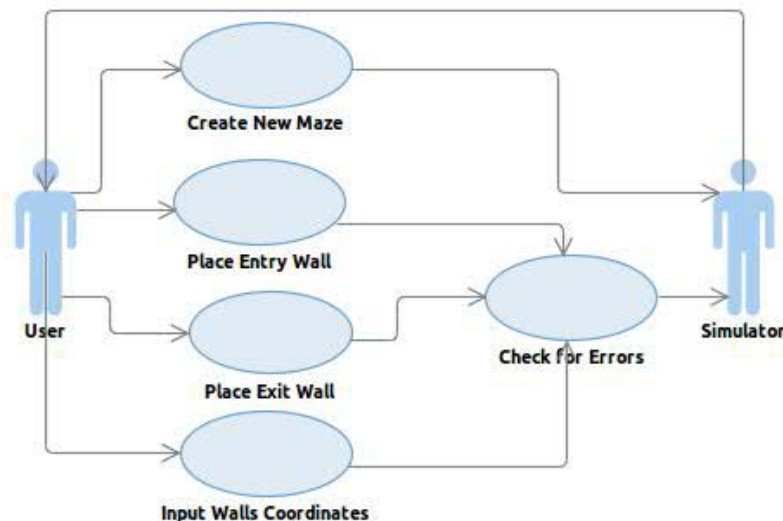 Create New Maze
Place Entry Wall
User
Simulator
Check for Errors
Place Exit Wall
Input Walls Coordinates